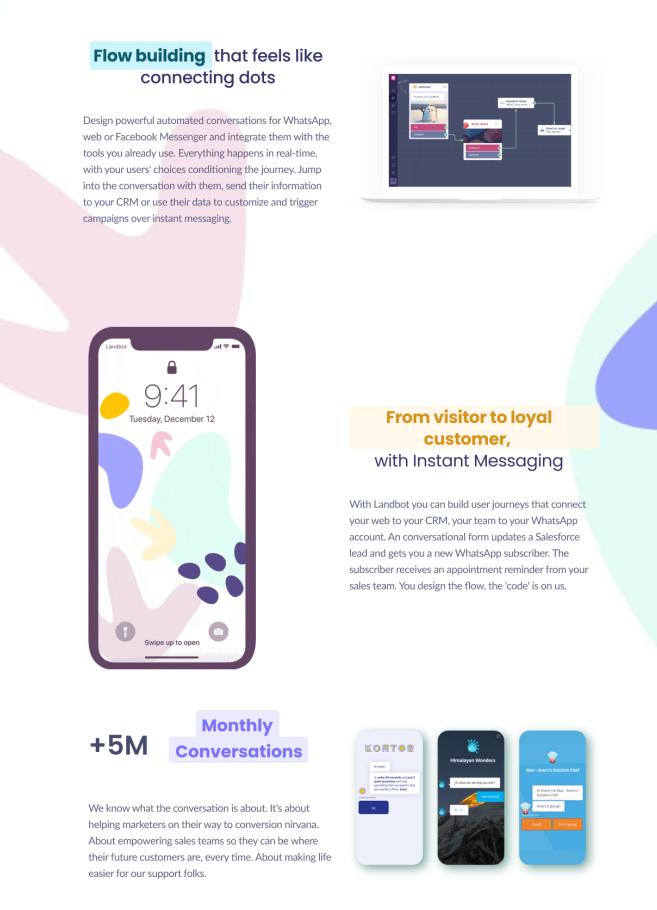 Flow building that feels like
connecting dots
Design powerful automated conversations for WhatsApp,
web or Facebook Messenger and integrate them with the
tools you already use. Everything happens in real-time,
with your users' choices conditioning the journey. Jump
into the conversation with them, send their information
to your CRM or use their data to customize and trigger
campaigns over instant messaging.
Landbot
9:41
Tuesday, December 12
Swipe up to open
From visitor to loyal
customer,
with Instant Messaging
With Landbot you can build user journeys that connect
your web to your CRM, your team to your WhatsApp
account. An conversational form updates a Salesforce
lead and gets you a new WhatsApp subscriber. The
subscriber receives an appointment reminder from your
sales team. You design the flow, the 'code' is on us.
+5M
Monthly
Conversations
We know what the conversation is about. It's about
helping marketers on their way to conversion nirvana.
About empowering sales teams so they can be where
their future customers are, every time. About making life
easier for our support folks.
KONTOR
Himalayan Wonders